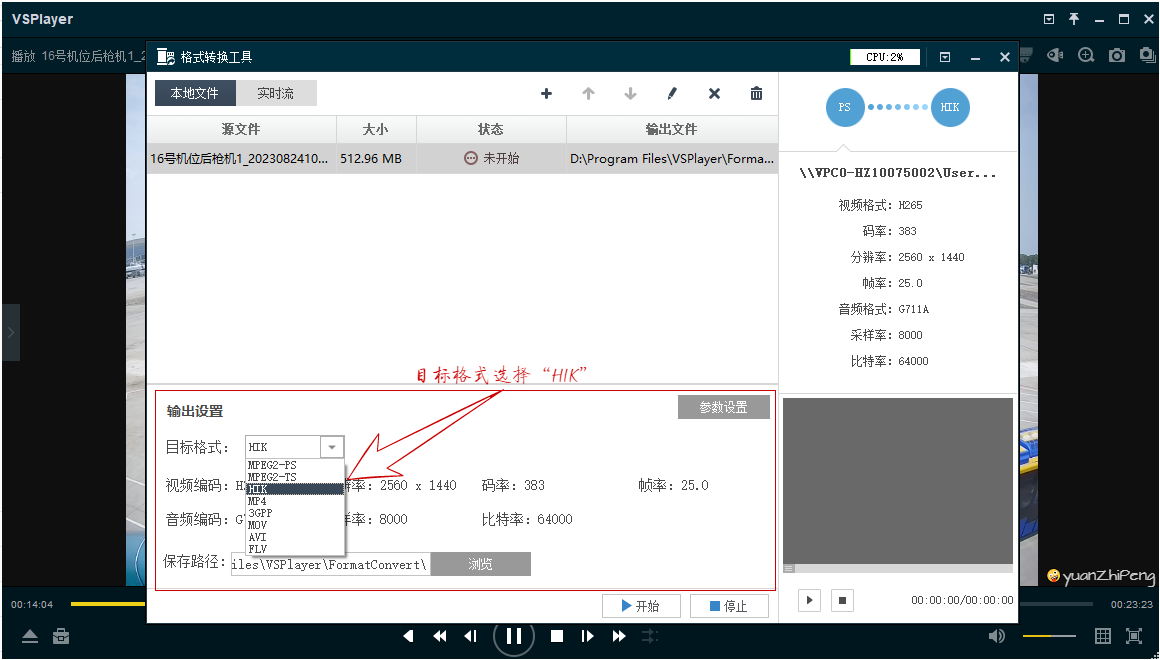 VSPlayer
播放 16号机位后枪机1_2
格式转换工具
CPU:2%
本地文件
实时流
源文件
大小
状态
输出文件
16号机位后枪机1_2023082410...
512.96 MB
未开始
D:\Program Files\VSPlayer\Forma...
PS
HIK
\\VPC0-HZ10075002\User...
视频格式: H265
码率: 383
分辨率: 2560 x 1440
帧率: 25.0
音频格式: G711A
采样率: 8000
比特率: 64000
目标格式选择“HIK”
输出设置
参数设置
目标格式:
HIK
MPEG2-PS
MPEG2-TS
HIK
MP4
3GPP
MOV
AVI
FLV
视频编码: H
辨率: 2560 x 1440
码率: 383
帧率: 25.0
音频编码: G
样率: 8000
比特率: 64000
保存路径:
iles\VSPlayer\FormatConvert\
浏览
开始
停止
00:00:00/00:00:00
yuanZhiPeng
00:14:04
00:23:23